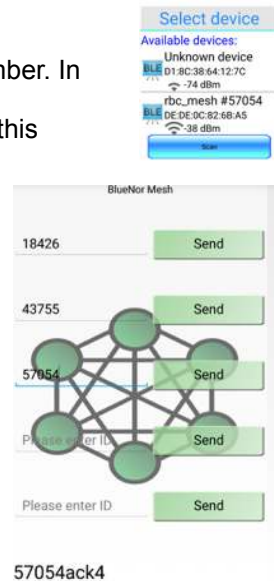 mber. In
this
Select device
Available devices:
BLE Unknown device
D1:8C:38:64:12:7C
-74 dBm
BLE rbc_mesh #57054
DE:DE:0C:82:6B:A5
-38 dBm
Scan
BlueNor Mesh
18426 Send
43755 Send
57054 Send
Please enter ID Send
Please enter ID Send
57054ack4